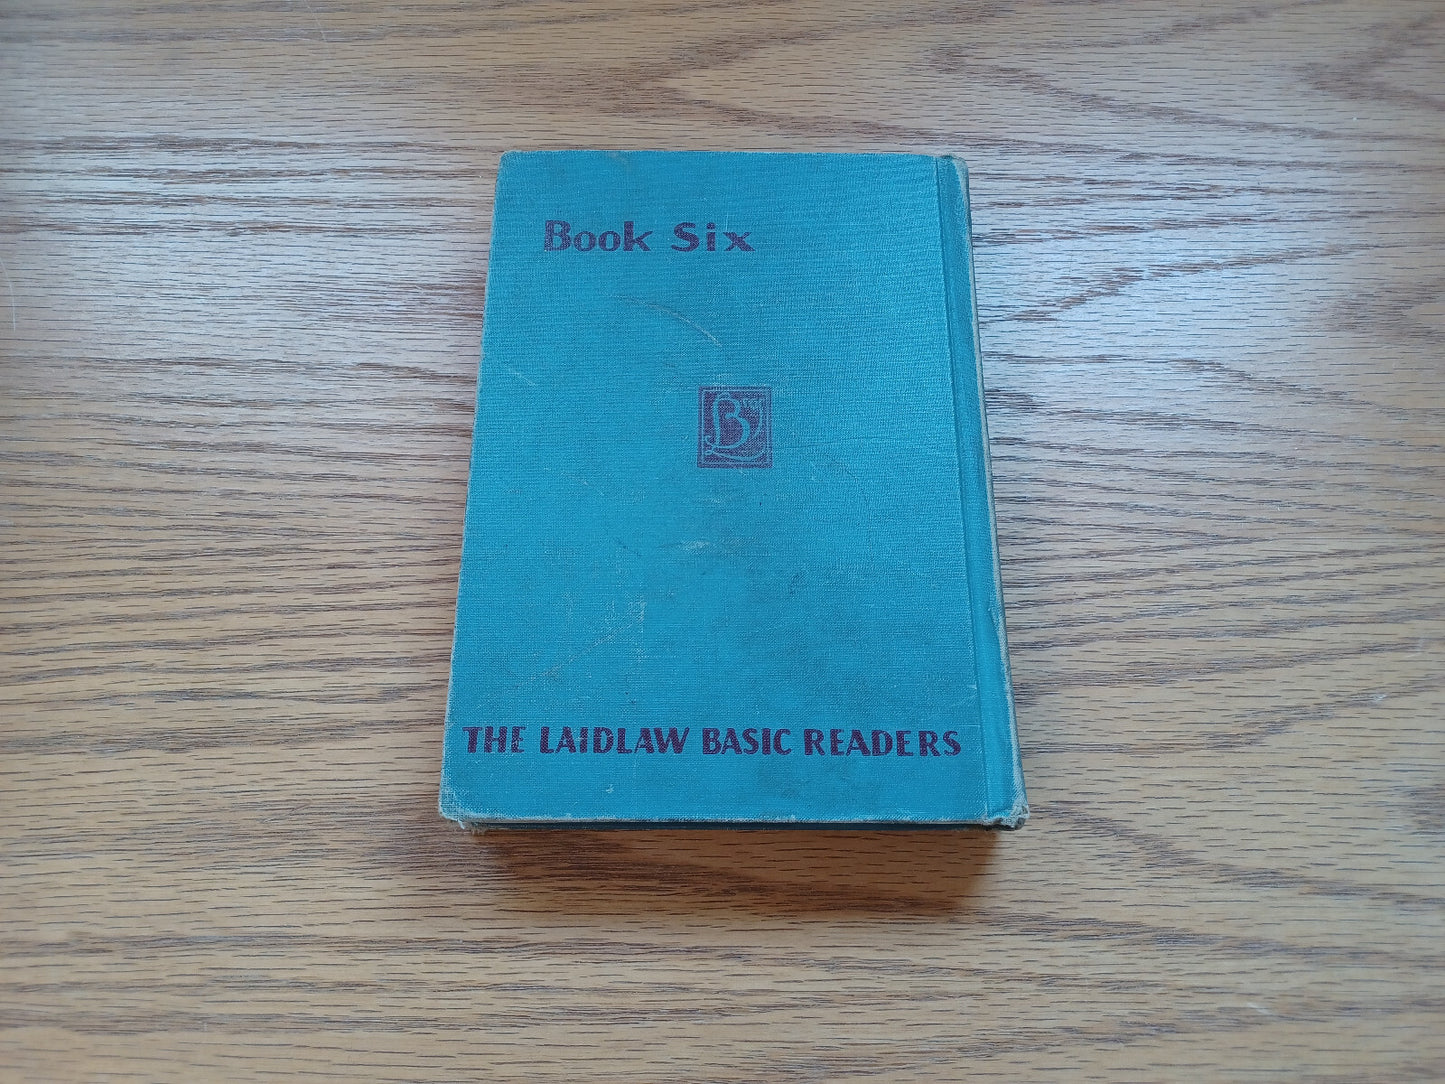 Book Six
THE LAIDLAW BASIC READERS